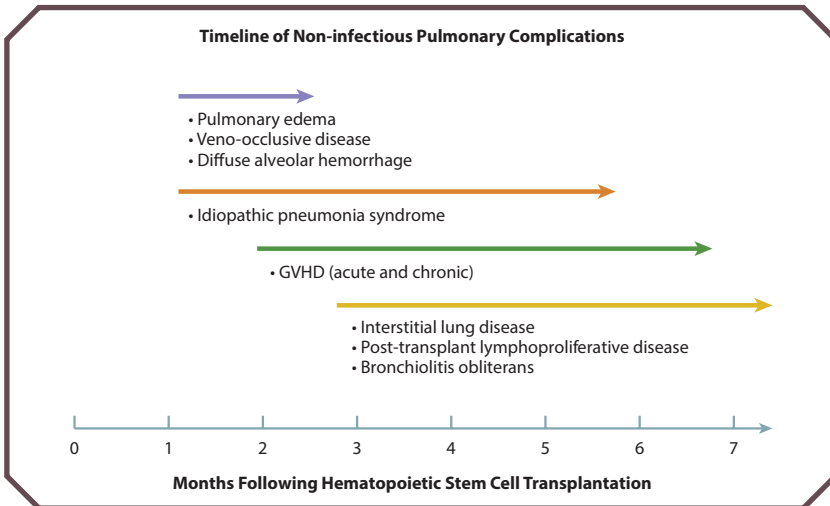 Timeline of Non-infectious Pulmonary Complications
• Pulmonary edema
• Veno-occlusive disease
• Diffuse alveolar hemorrhage
• Idiopathic pneumonia syndrome
• GVHD (acute and chronic)
• Interstitial lung disease
• Post-transplant lymphoproliferative disease
• Bronchiolitis obliterans
0 1 2 3 4 5 6 7
Months Following Hematopoietic Stem Cell Transplantation